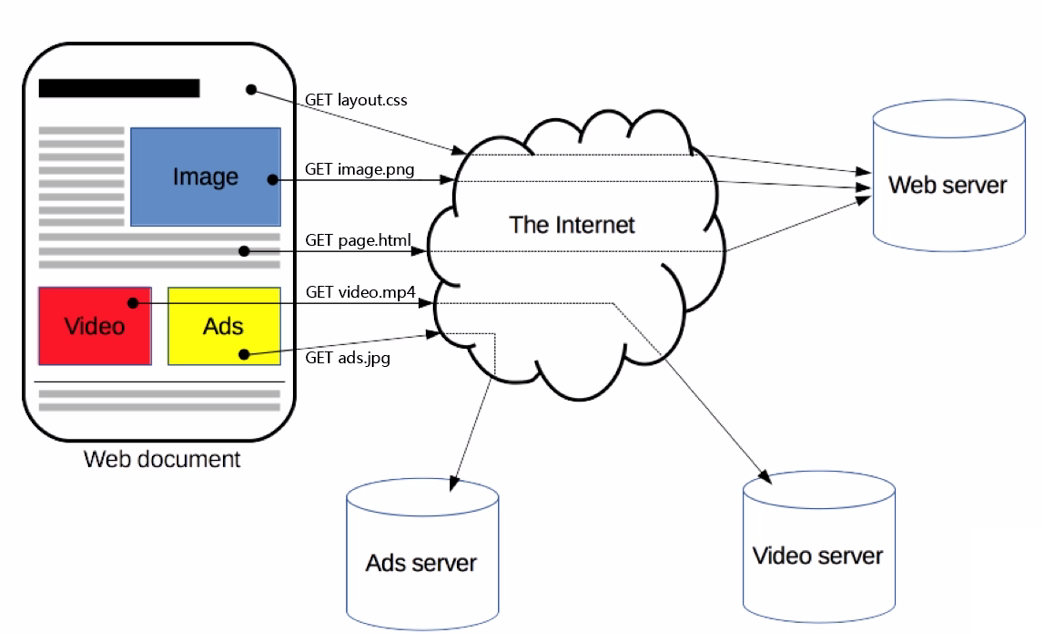 GET layout.css
Image
GET image.png
Web server
The Internet
GET page.html
GET video.mp4
Video
Ads
GET ads.jpg
Web document
Ads server
Video server